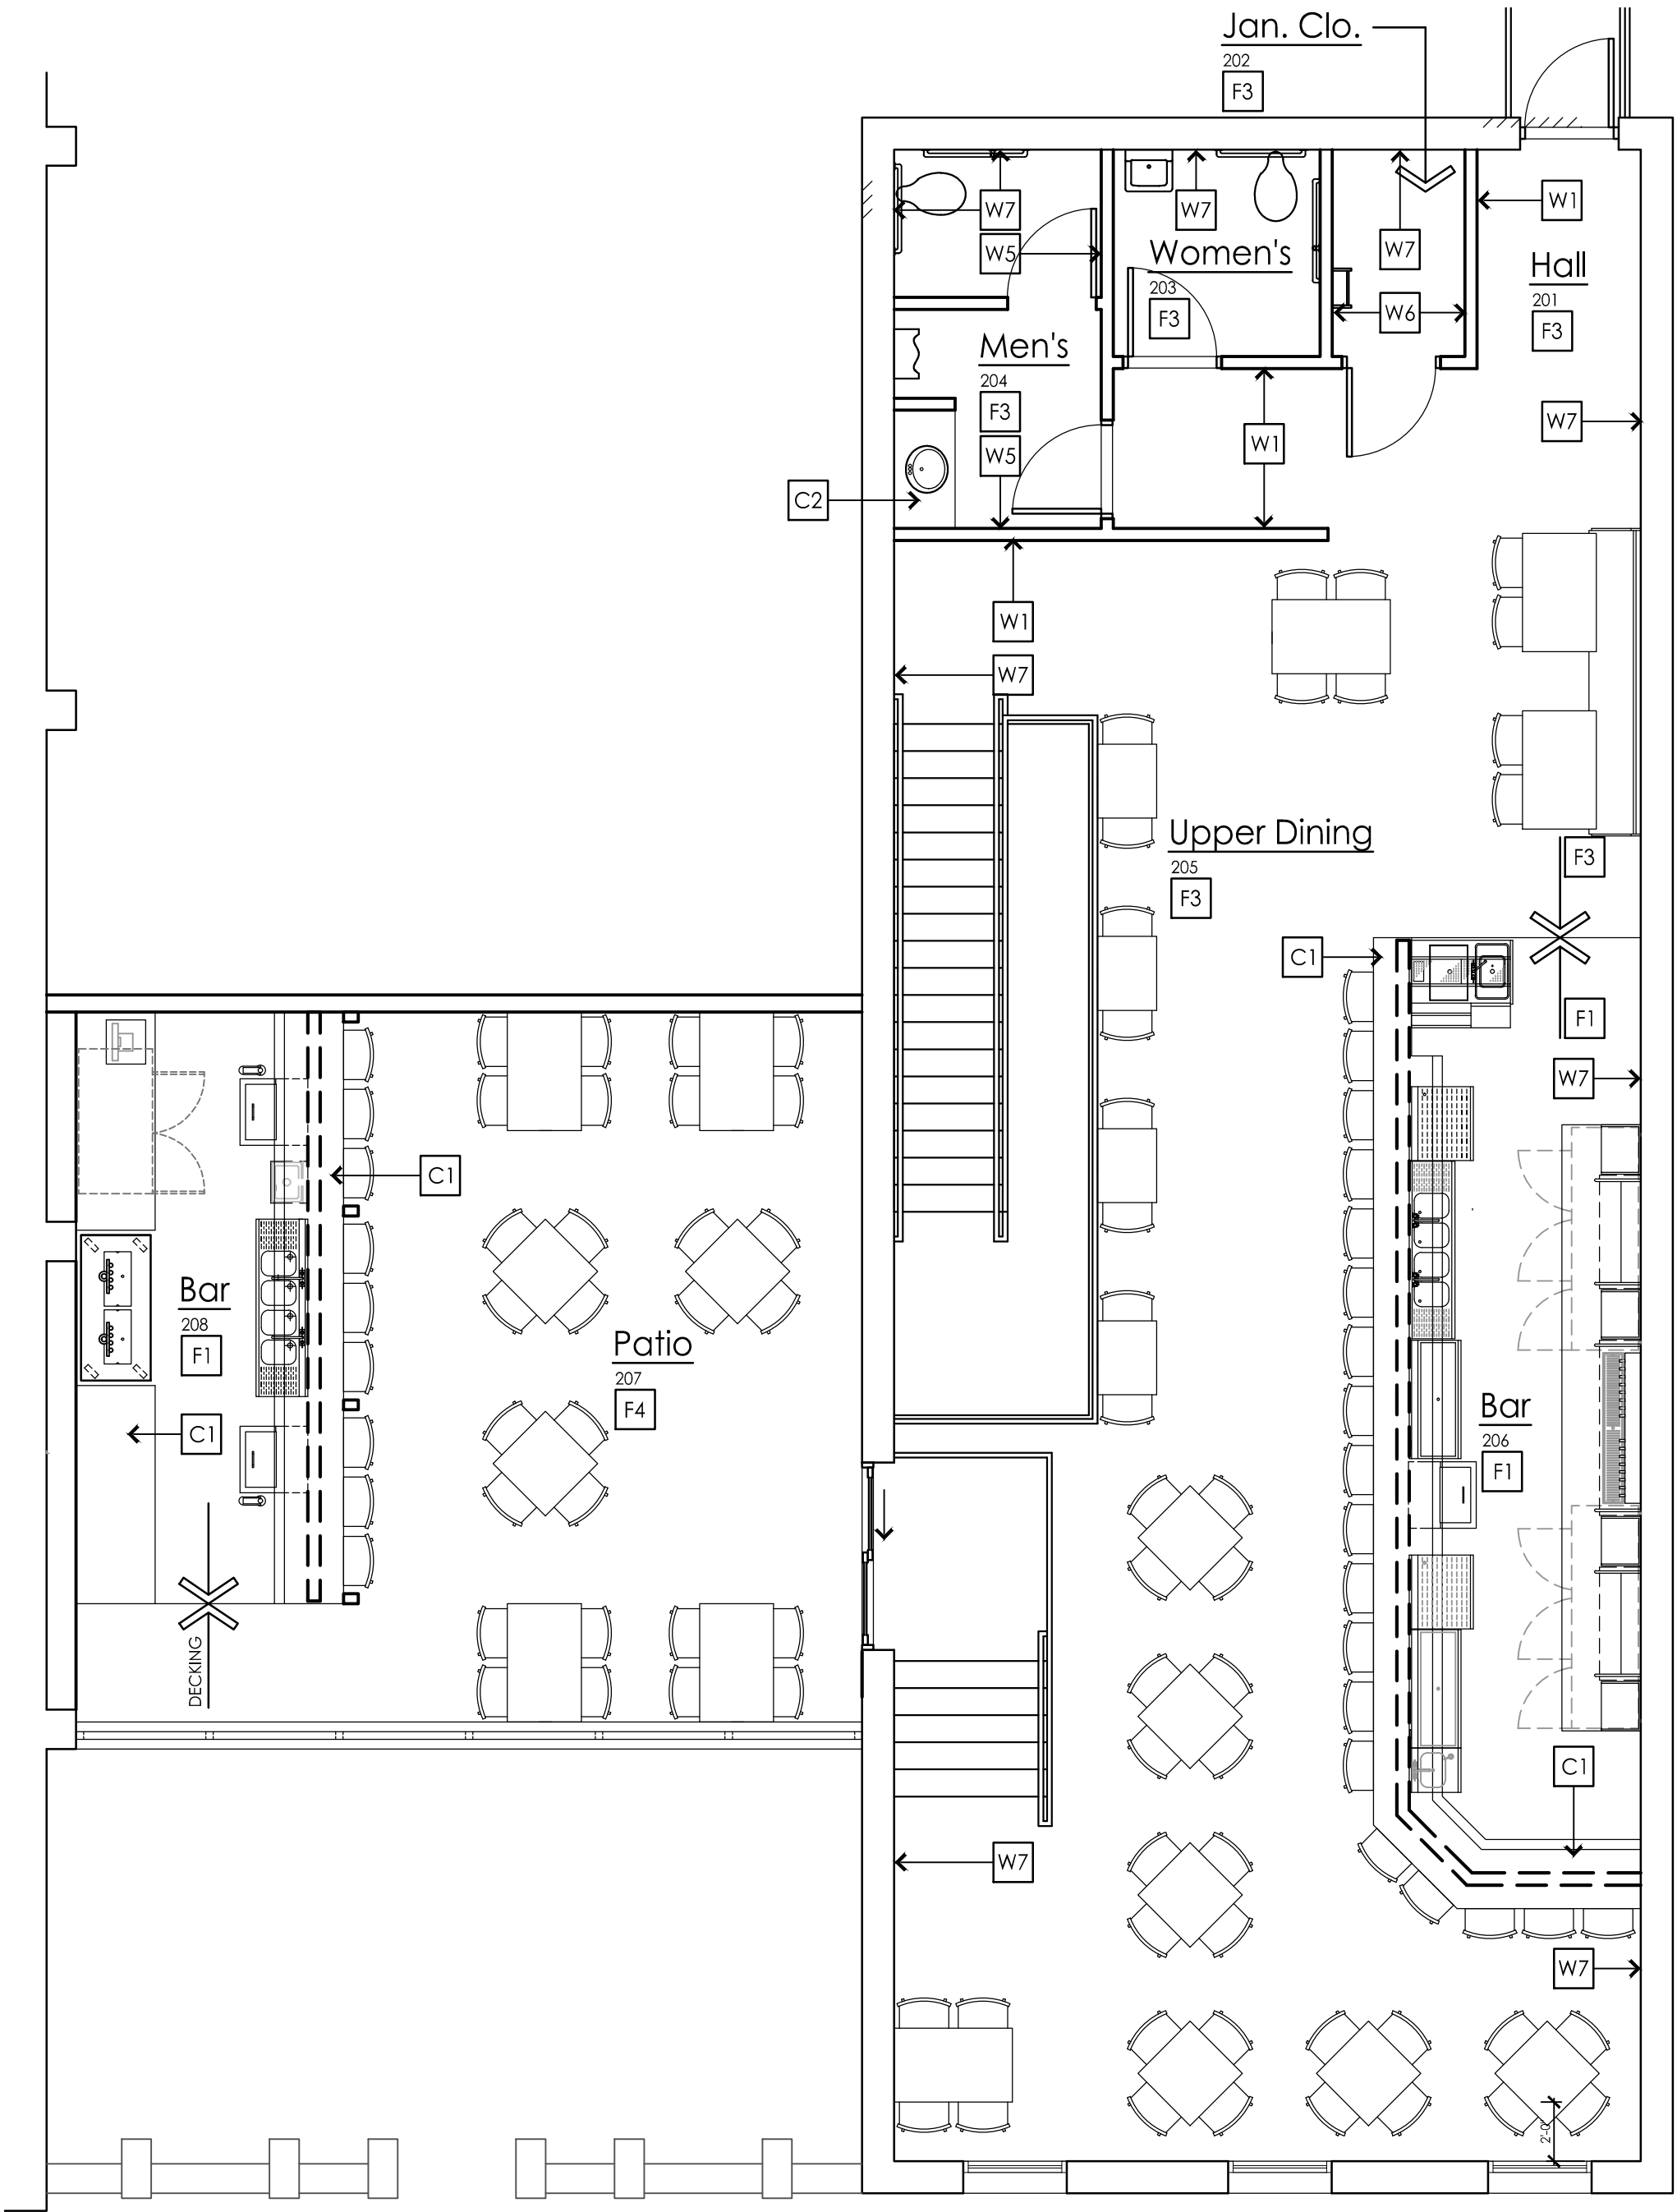 Jan. Clo.
202
F3
W7
W7
W1
W5
W7
Women's
203
F3
Hall
201
F3
W6
Men's
204
F3
W7
W5
W1
C2
W1
W7
Upper Dining
205
F3
F3
C1
F1
W7
C1
Bar
208
F1
Patio
207
F4
C1
Bar
206
F1
DECKING
C1
W7
W7
2'-0"